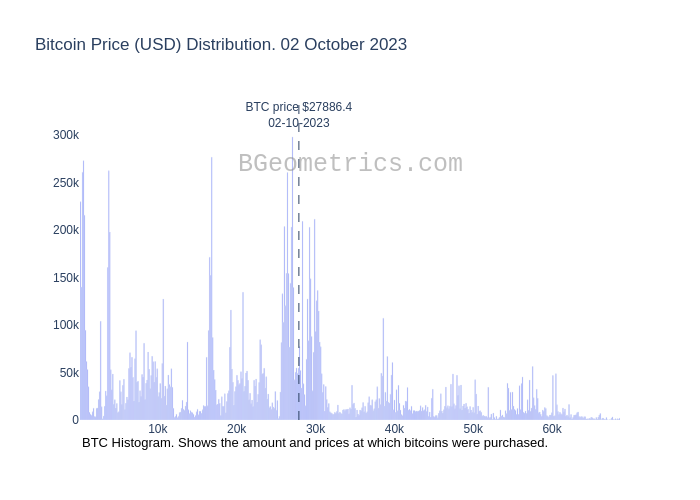 Bitcoin Price (USD) Distribution. 02 October 2023
BTC price $27886.4
02-10-2023
BGeometrics.com
300k
250k
200k
150k
100k
50k
0
10k 20k 30k 40k 50k 60k
BTC Histogram. Shows the amount and prices at which bitcoins were purchased.